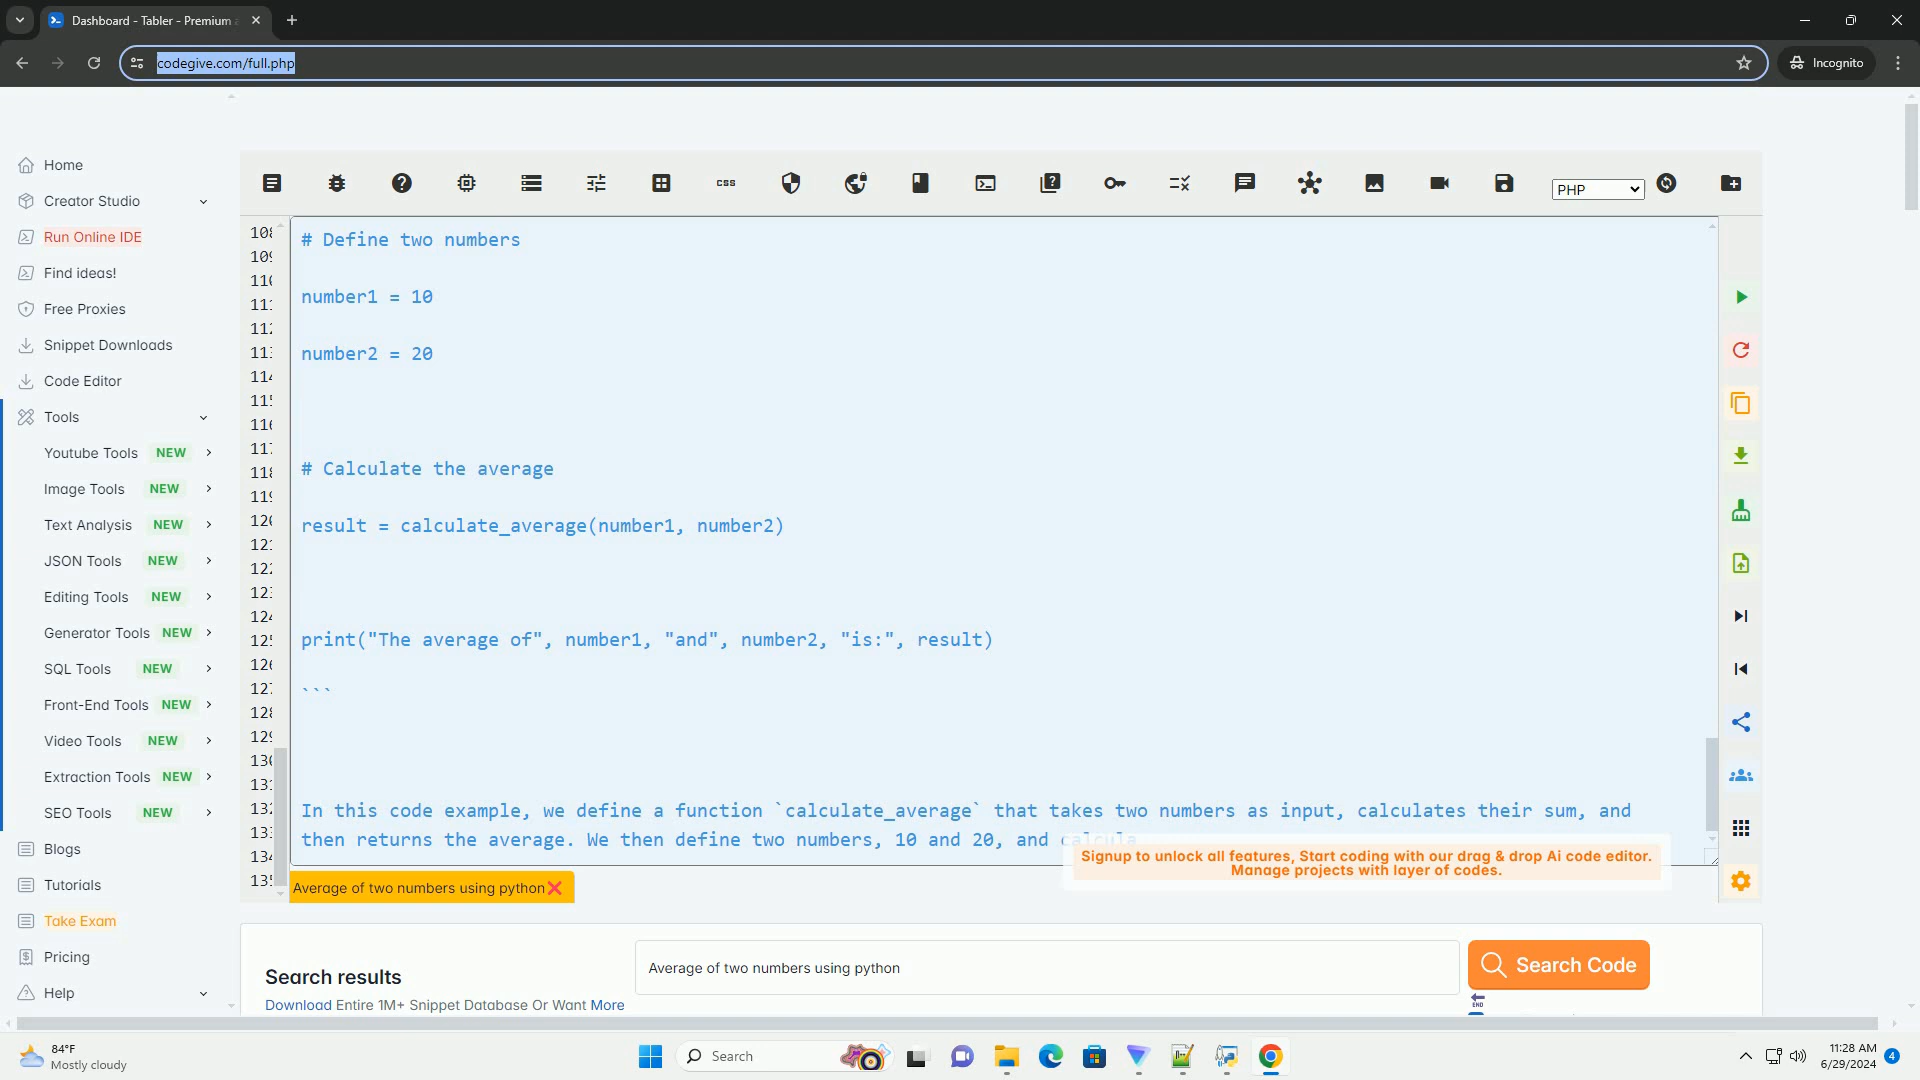 Dashboard - Tabler - Premium
codegive.com/full.php
Incognito
Home
Creator Studio
Run Online IDE
Find ideas!
Free Proxies
Snippet Downloads
Code Editor
Tools
Youtube Tools NEW
Image Tools NEW
Text Analysis NEW
JSON Tools NEW
Editing Tools NEW
Generator Tools NEW
SQL Tools NEW
Front-End Tools NEW
Video Tools NEW
Extraction Tools NEW
SEO Tools NEW
Blogs
Tutorials
Take Exam
Pricing
Help
CSS
PHP
# Define two numbers
number1 = 10
number2 = 20
# Calculate the average
result = calculate_average(number1, number2)
print("The average of", number1, "and", number2, "is:", result)
```
In this code example, we define a function `calculate_average` that takes two numbers as input, calculates their sum, and
then returns the average. We then define two numbers, 10 and 20, and calcula
Signup to unlock all features, Start coding with our drag & drop Ai code editor.
Manage projects with layer of codes.
Average of two numbers using python
Search results
Download Entire 1M+ Snippet Database Or Want More
Average of two numbers using python
Search Code
END
84°F
Mostly cloudy
Search
11:28 AM
6/29/2024
4